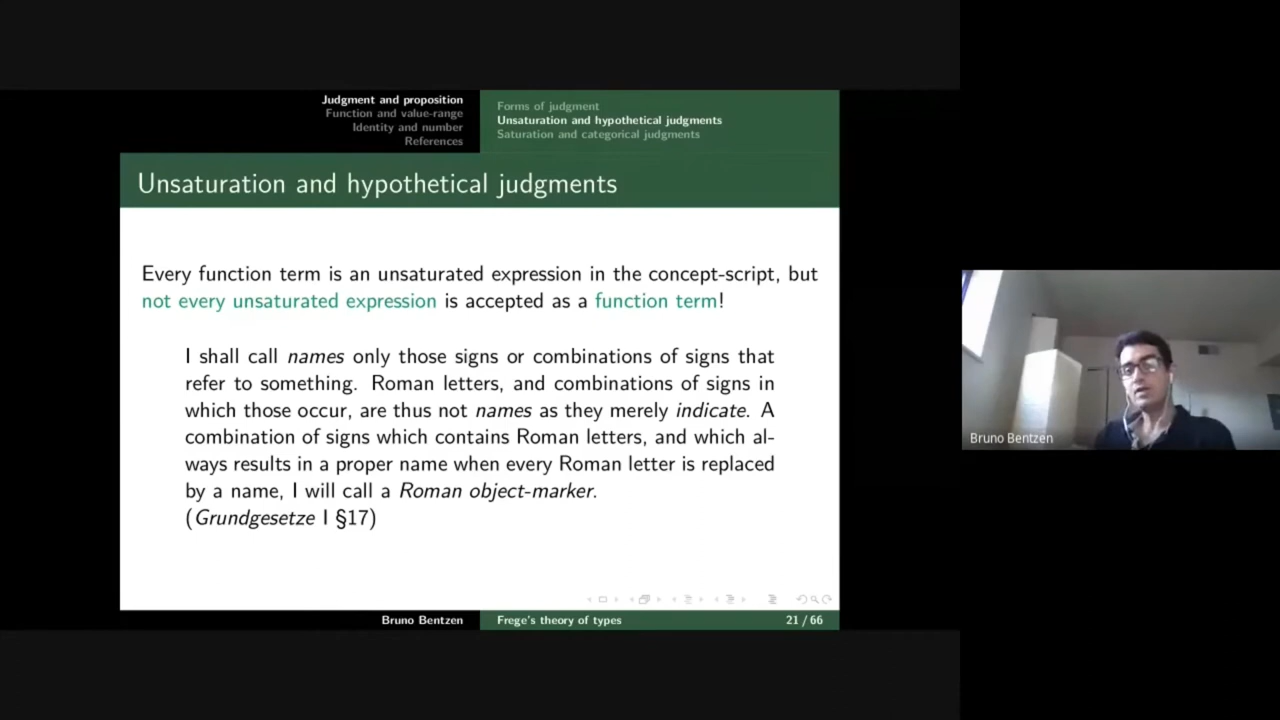 Judgment and proposition
Function and value-range
Identity and number
References
Forms of judgment
Unsaturation and hypothetical judgments
Saturation and categorical judgments
Unsaturation and hypothetical judgments
Every function term is an unsaturated expression in the concept-script, but
not every unsaturated expression is accepted as a function term!
I shall call names only those signs or combinations of signs that
refer to something. Roman letters, and combinations of signs in
which those occur, are thus not names as they merely indicate. A
combination of signs which contains Roman letters, and which al-
ways results in a proper name when every Roman letter is replaced
by a name, I will call a Roman object-marker.
(Grundgesetze I §17)
Bruno Bentzen
Frege's theory of types
21 / 66
Bruno Bentzen